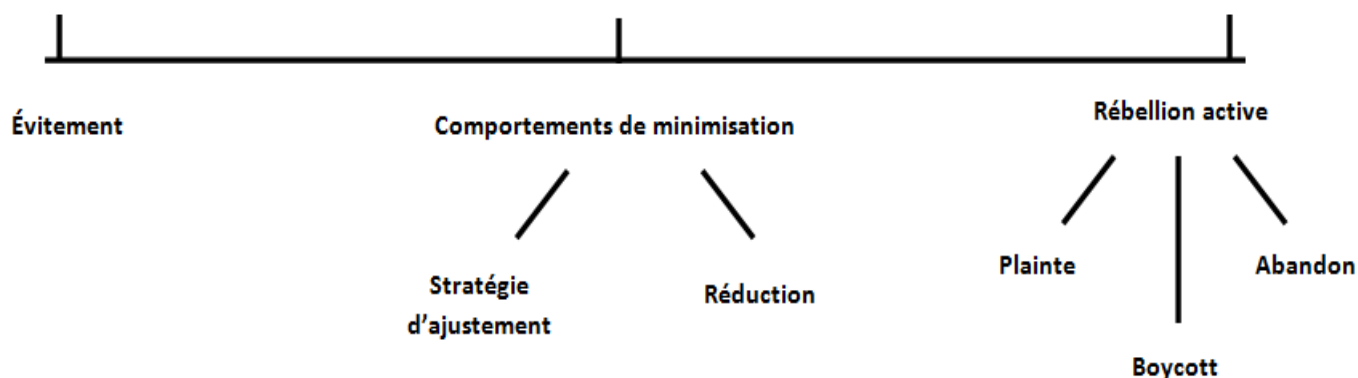 Évitement
Comportements de minimisation
Rébellion active
Stratégie
d'ajustement
Réduction
Plainte
Abandon
Boycott